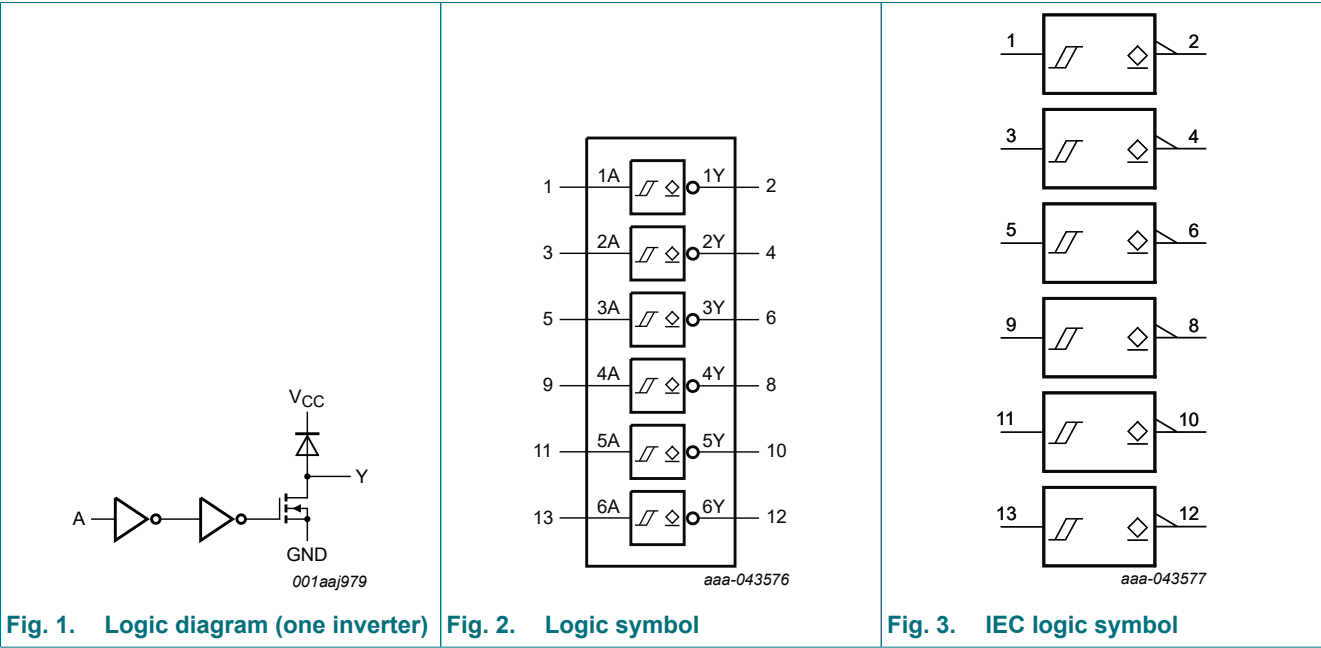 VCC
Y
A
GND
001aaj979
Fig. 1. Logic diagram (one inverter)
1 1A 1Y 2
3 2A 2Y 4
5 3A 3Y 6
9 4A 4Y 8
11 5A 5Y 10
13 6A 6Y 12
aaa-043576
Fig. 2. Logic symbol
1 2
3 4
5 6
9 8
11 10
13 12
aaa-043577
Fig. 3. IEC logic symbol